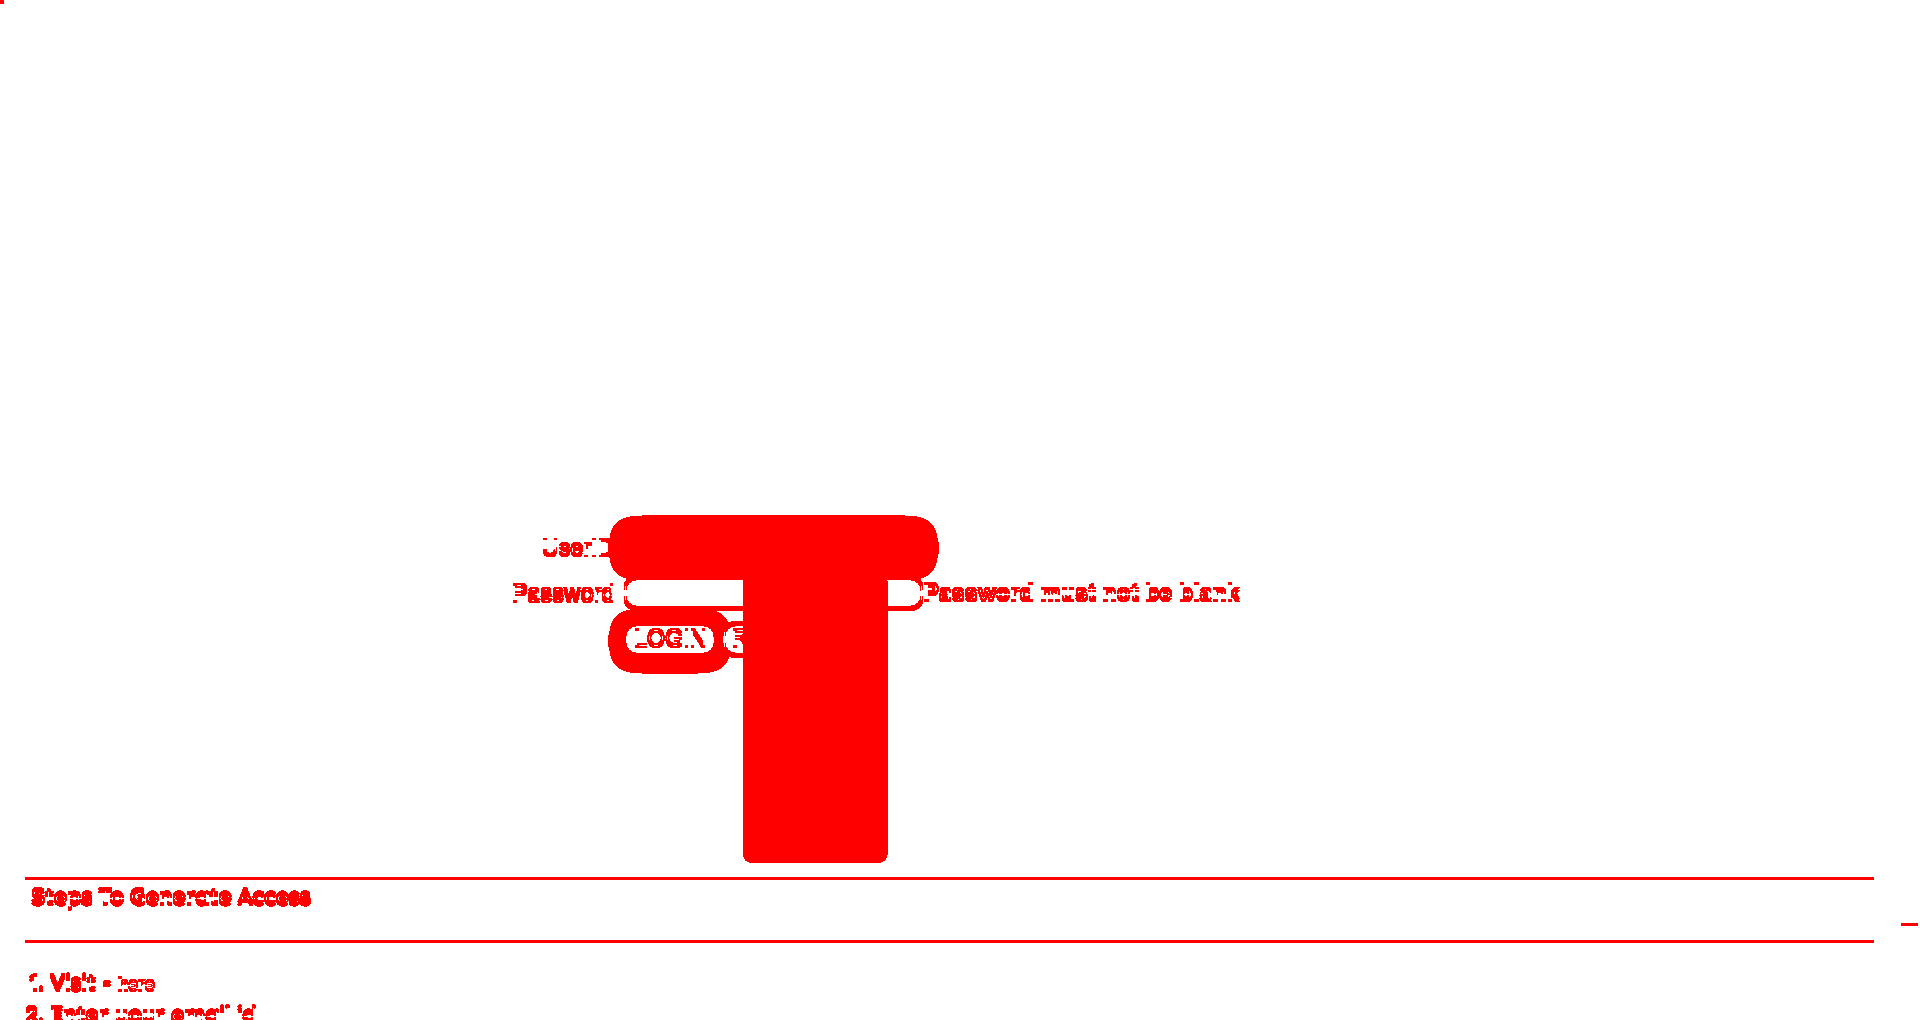 User
Password Password must not be blank
LOGIN
Steps To Generate Access
1. Visit - here
2. Enter your email id